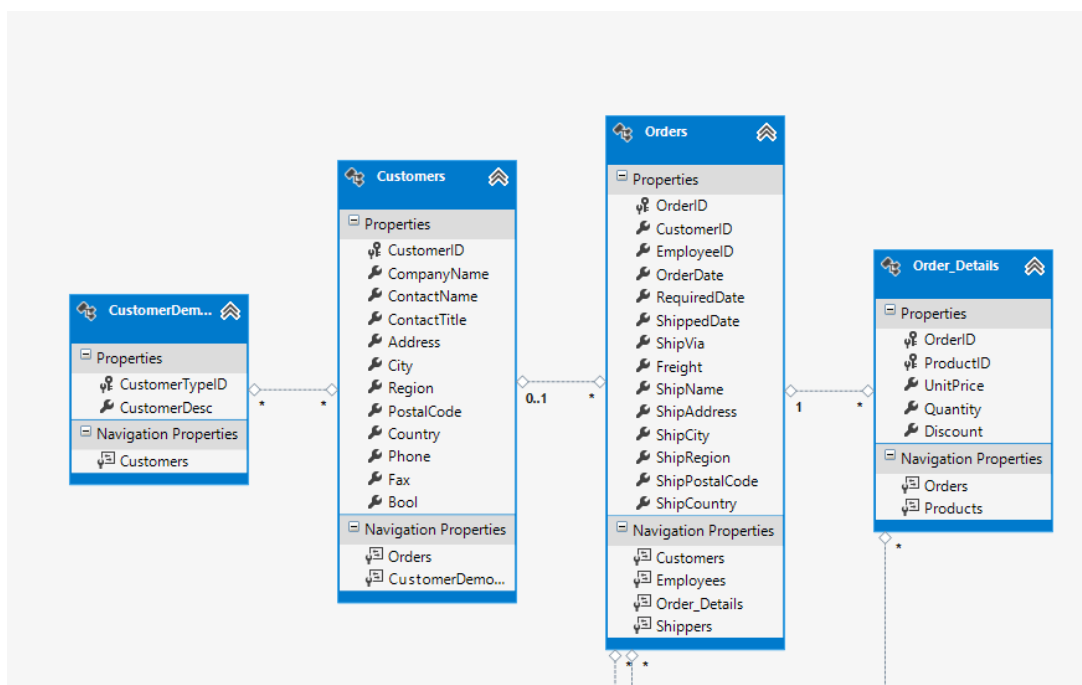 CustomerDem...
Properties
CustomerTypeID
CustomerDesc
Navigation Properties
Customers
*
*
Customers
Properties
CustomerID
CompanyName
ContactName
ContactTitle
Address
City
Region
PostalCode
Country
Phone
Fax
Bool
Navigation Properties
Orders
CustomerDemo...
0..1
*
Orders
Properties
OrderID
CustomerID
EmployeeID
OrderDate
RequiredDate
ShippedDate
ShipVia
Freight
ShipName
ShipAddress
ShipCity
ShipRegion
ShipPostalCode
ShipCountry
Navigation Properties
Customers
Employees
Order_Details
Shippers
* *
1
*
Order_Details
Properties
OrderID
ProductID
UnitPrice
Quantity
Discount
Navigation Properties
Orders
Products
*